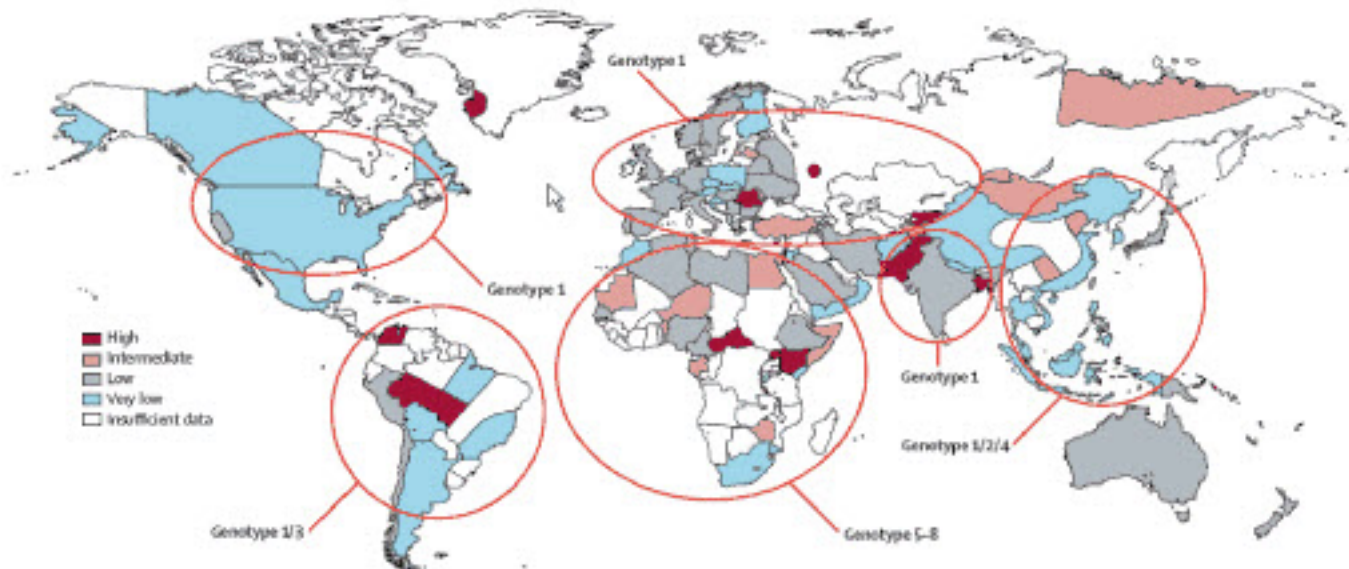 Genotype 1
Genotype 1
High
Intermediate
Low
Very low
Insufficient data
Genotype 1
Genotype 1/2/4
Genotype 1/3
Genotype 5–8